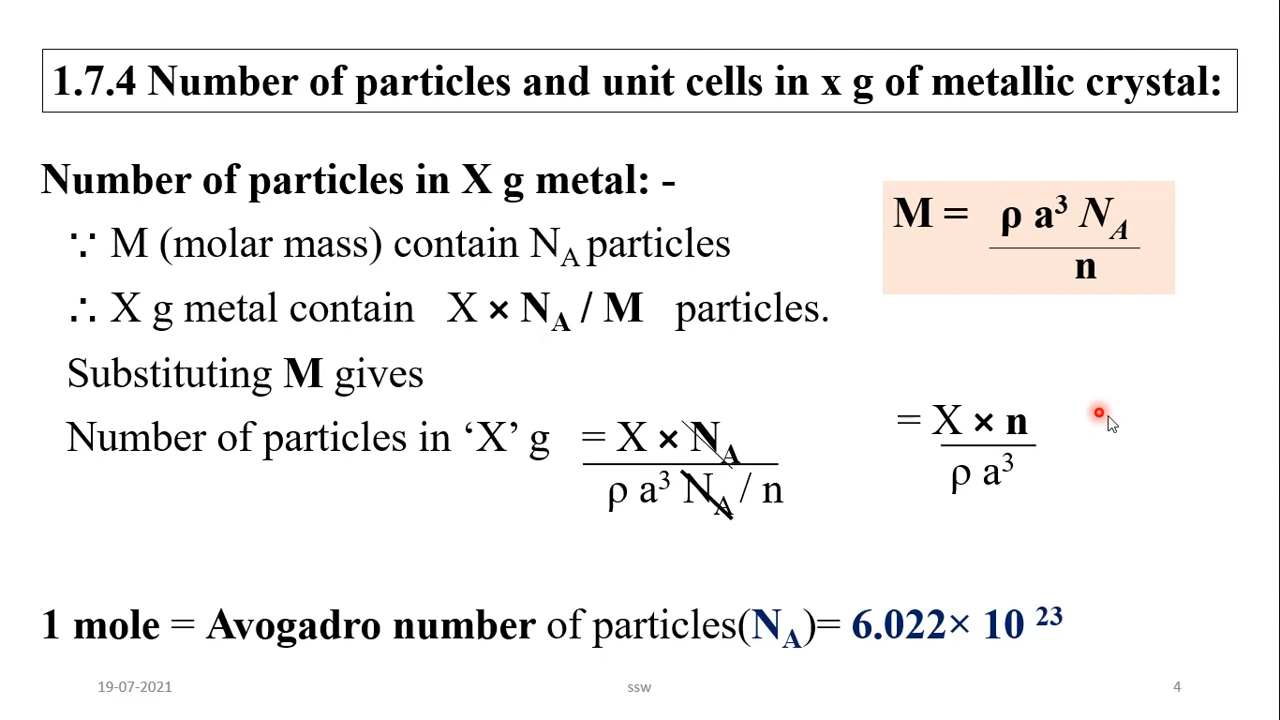 1.7.4 Number of particles and unit cells in x g of metallic crystal:
Number of particles in X g metal: -
∵ M (molar mass) contain N_A particles
∴ X g metal contain X × N_A / M particles.
M = ρ a³ N_A
n
Substituting M gives
Number of particles in ‘X’ g = X × N_A
ρ a³ N_A / n
= X × n
ρ a³
1 mole = Avogadro number of particles(N_A)= 6.022× 10 ²³
19-07-2021 ssw 4